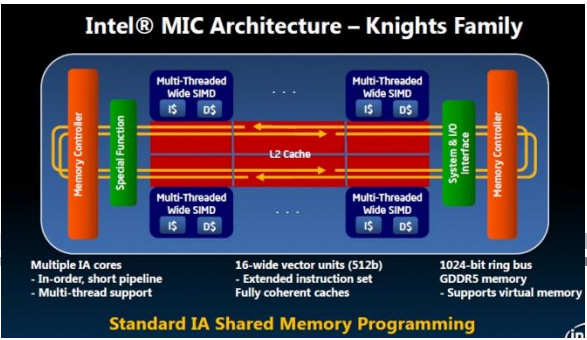 Intel® MIC Architecture – Knights Family
Memory Controller
Special Function
Multi-Threaded
Wide SIMD
I$ D$
. . .
Multi-Threaded
Wide SIMD
I$ D$
L2 Cache
Multi-Threaded
Wide SIMD
I$ D$
. . .
Multi-Threaded
Wide SIMD
I$ D$
System & I/O
Interface
Memory Controller
Multiple IA cores
- In-order, short pipeline
- Multi-thread support
16-wide vector units (512b)
- Extended instruction set
Fully coherent caches
1024-bit ring bus
GDDR5 memory
- Supports virtual memory
Standard IA Shared Memory Programming